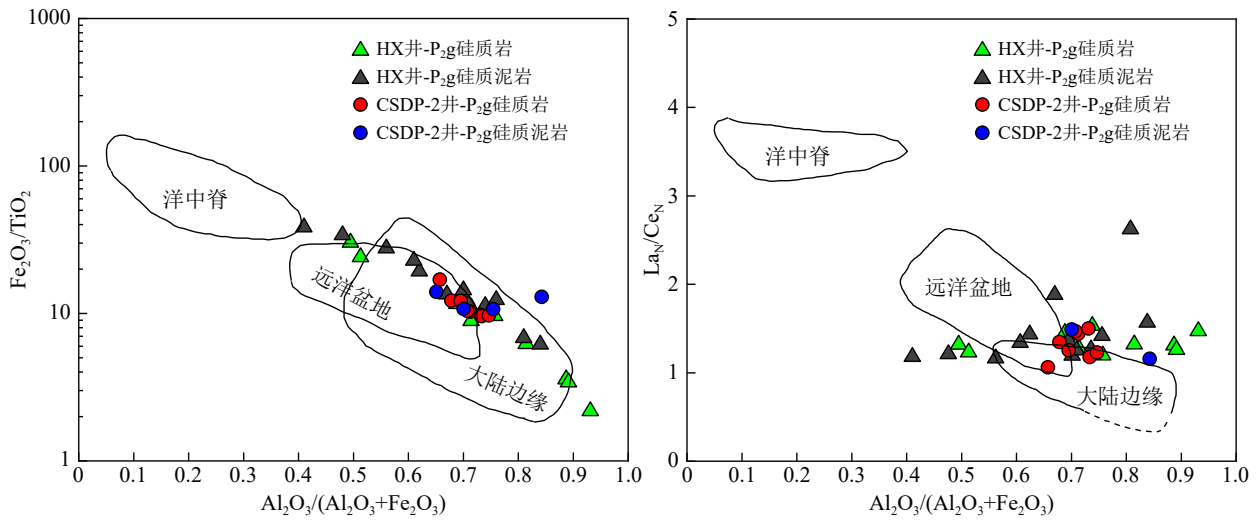 1000
100
10
1
Fe₂O₃/TiO₂
HX井-P₂g硅质岩
HX井-P₂g硅质泥岩
CSDP-2井-P₂g硅质岩
CSDP-2井-P₂g硅质泥岩
洋中脊
远洋盆地
大陆边缘
0 0.1 0.2 0.3 0.4 0.5 0.6 0.7 0.8 0.9 1.0
Al₂O₃/(Al₂O₃+Fe₂O₃)
5
4
3
2
1
0
La_N/Ce_N
HX井-P₂g硅质岩
HX井-P₂g硅质泥岩
CSDP-2井-P₂g硅质岩
CSDP-2井-P₂g硅质泥岩
洋中脊
远洋盆地
大陆边缘
0 0.1 0.2 0.3 0.4 0.5 0.6 0.7 0.8 0.9 1.0
Al₂O₃/(Al₂O₃+Fe₂O₃)